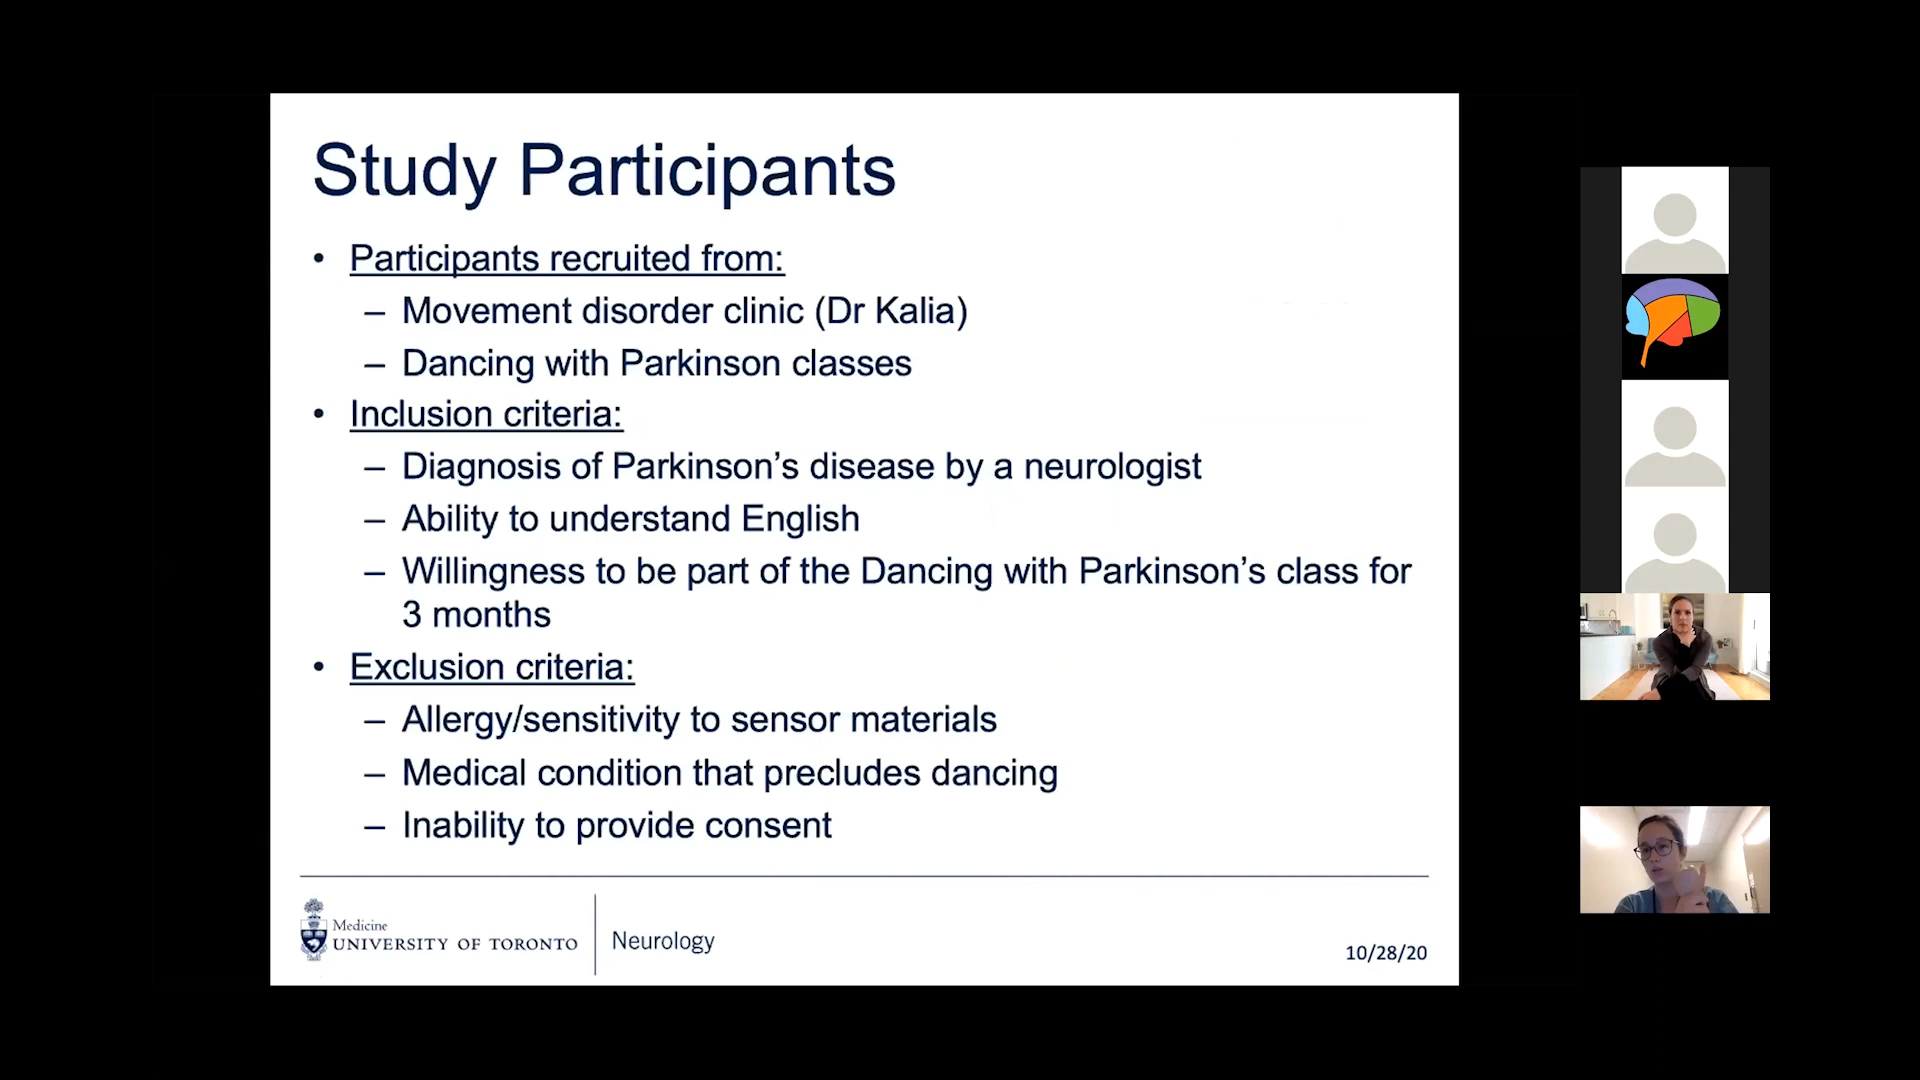 Study Participants
• Participants recruited from:
– Movement disorder clinic (Dr Kalia)
– Dancing with Parkinson classes
• Inclusion criteria:
– Diagnosis of Parkinson’s disease by a neurologist
– Ability to understand English
– Willingness to be part of the Dancing with Parkinson’s class for
3 months
• Exclusion criteria:
– Allergy/sensitivity to sensor materials
– Medical condition that precludes dancing
– Inability to provide consent
Medicine
UNIVERSITY OF TORONTO
Neurology
10/28/20